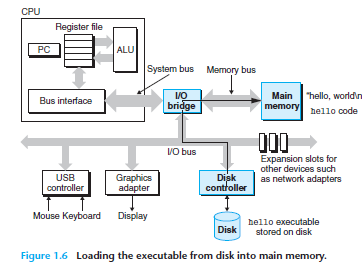 CPU
Register file
PC
ALU
System bus
Memory bus
Bus interface
I/O
bridge
Main
memory
"hello, world\n
hello code
I/O bus
Expansion slots for
other devices such
as network adapters
USB
controller
Graphics
adapter
Disk
controller
Mouse Keyboard
Display
Disk
hello executable
stored on disk
Figure 1.6 Loading the executable from disk into main memory.